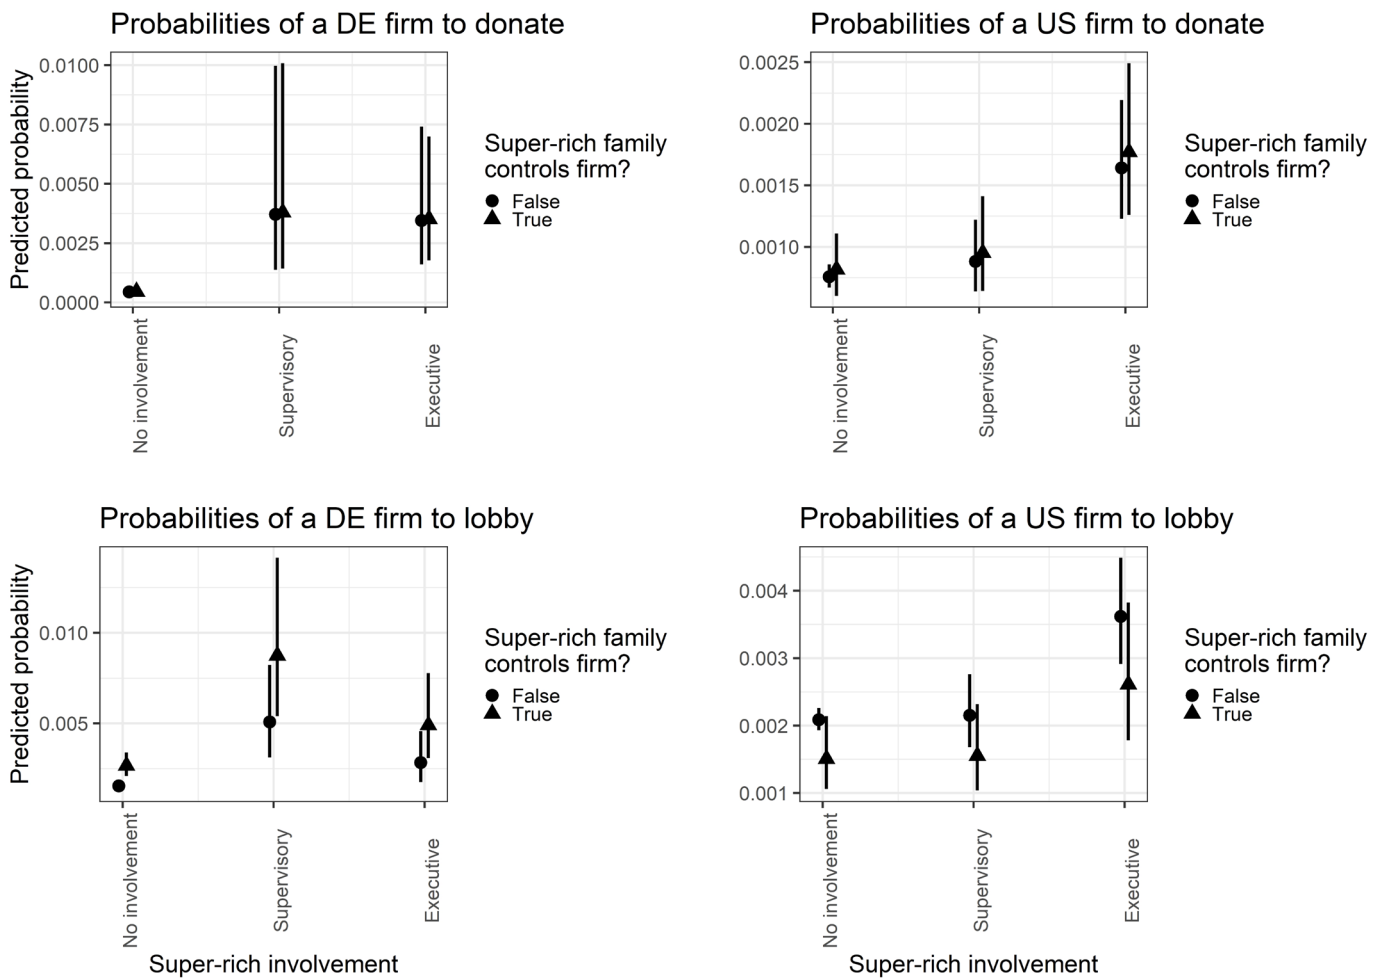 Probabilities of a DE firm to donate
Predicted probability
0.0100
0.0075
0.0050
0.0025
0.0000
No involvement
Supervisory
Executive
Super-rich family
controls firm?
False
True
Probabilities of a US firm to donate
0.0025
0.0020
0.0015
0.0010
No involvement
Supervisory
Executive
Super-rich family
controls firm?
False
True
Probabilities of a DE firm to lobby
Predicted probability
0.010
0.005
No involvement
Supervisory
Executive
Super-rich involvement
Super-rich family
controls firm?
False
True
Probabilities of a US firm to lobby
0.004
0.003
0.002
0.001
No involvement
Supervisory
Executive
Super-rich involvement
Super-rich family
controls firm?
False
True